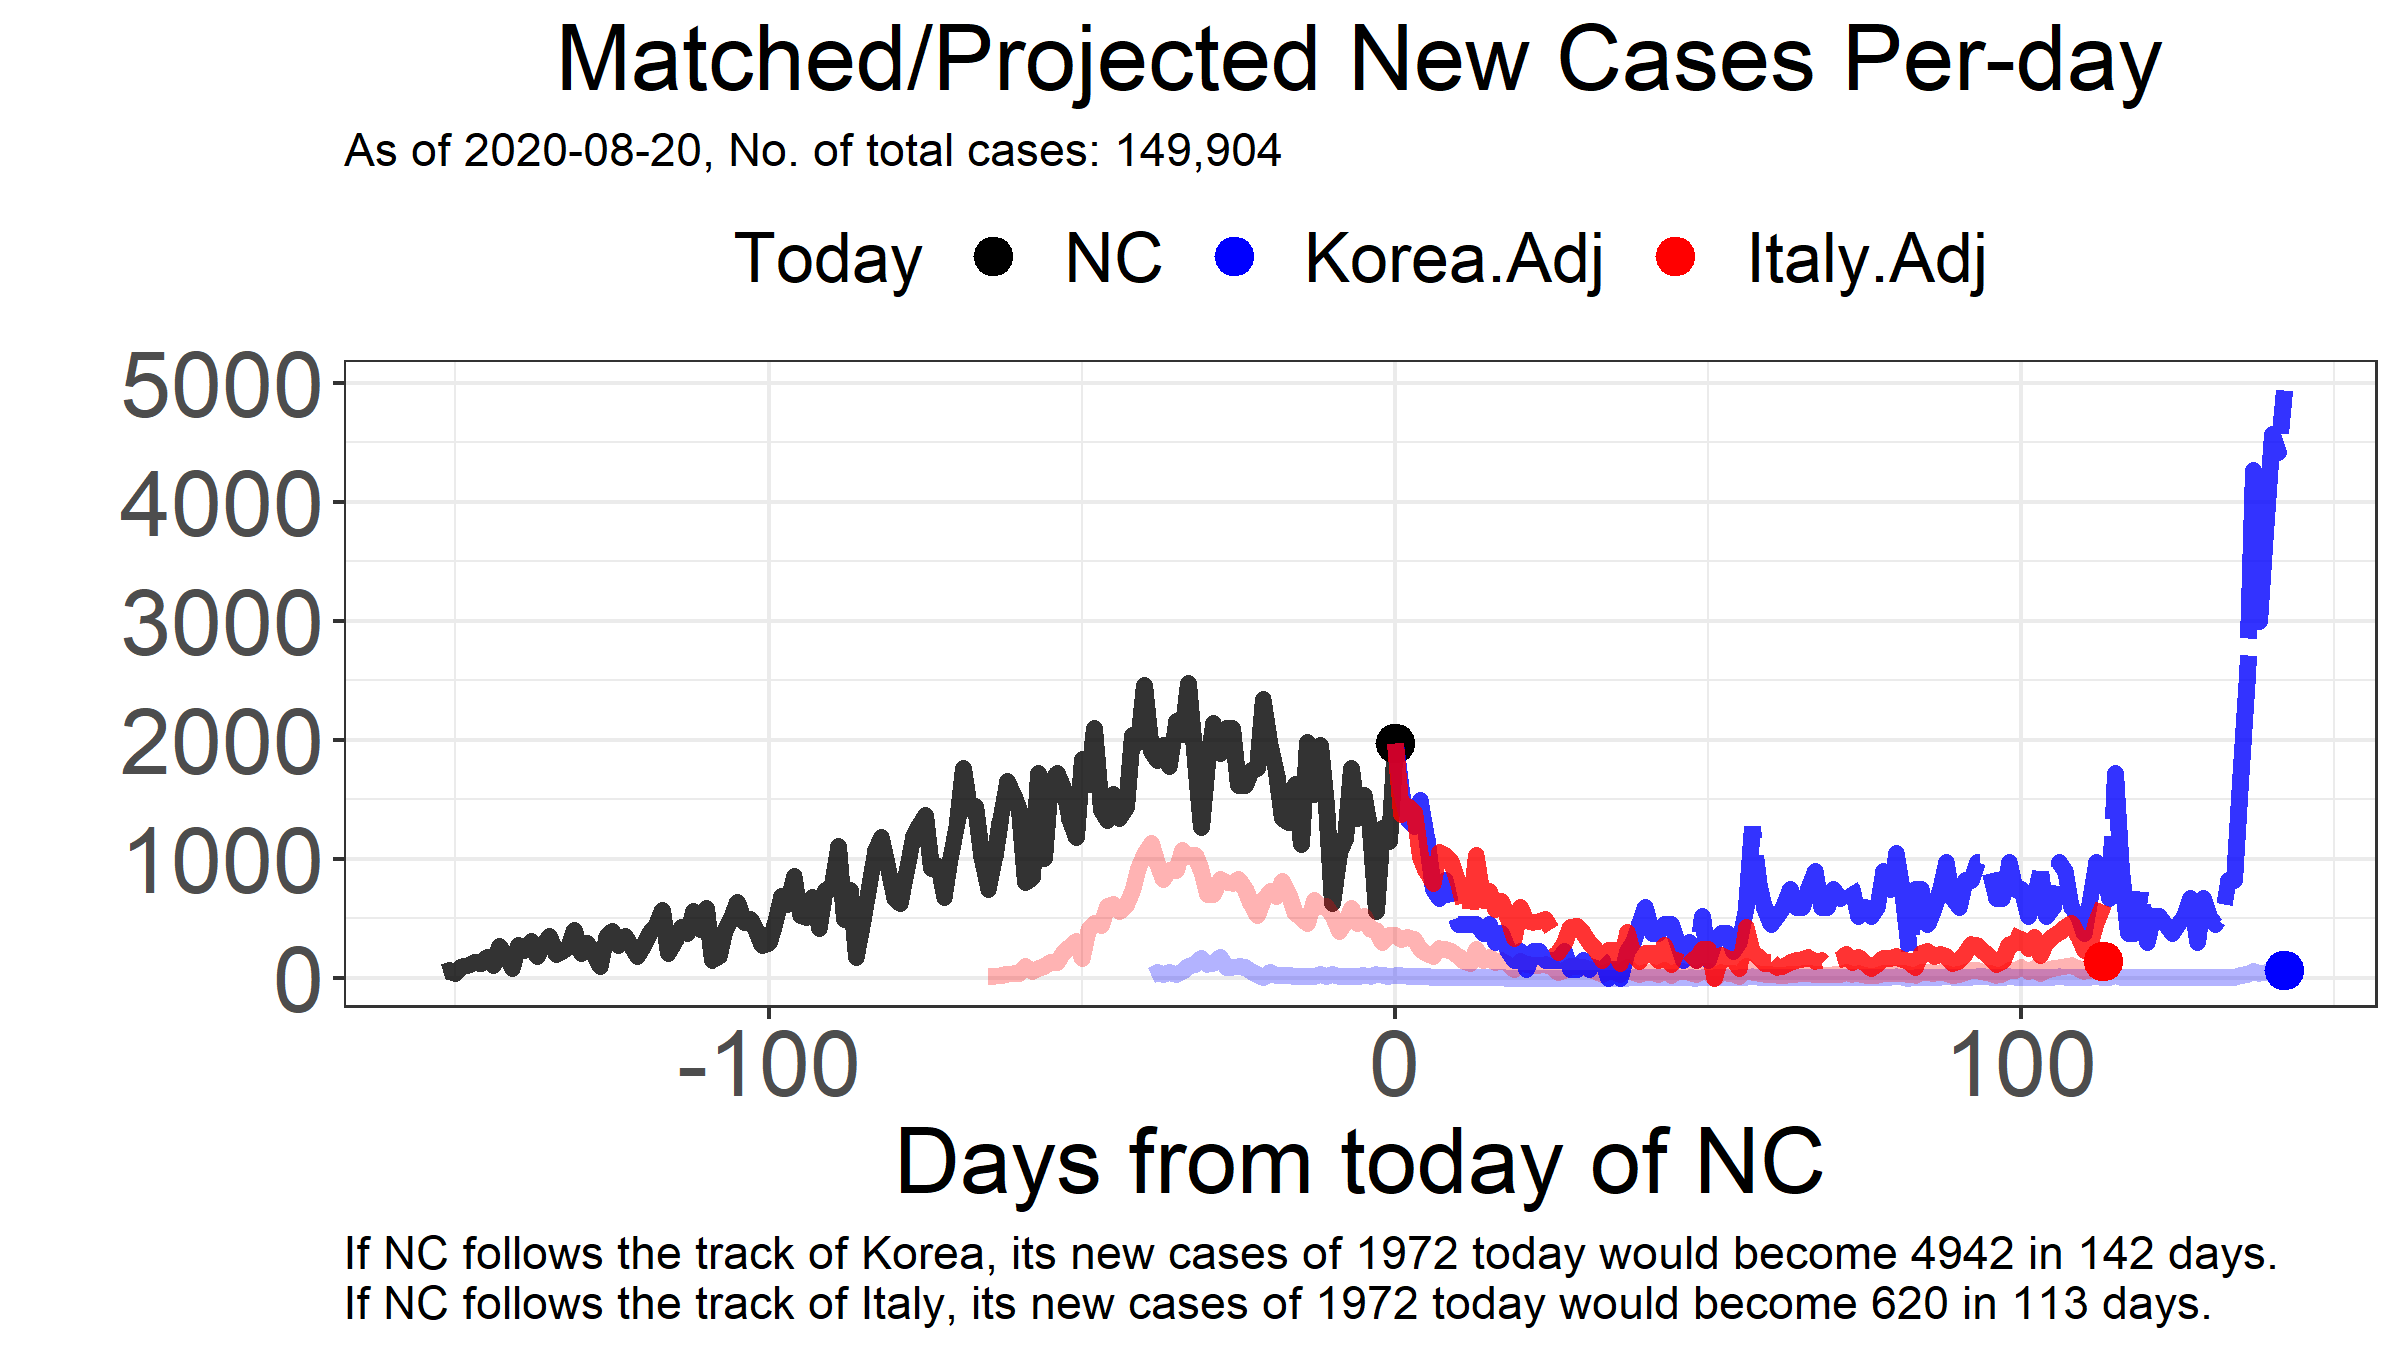 Matched/Projected New Cases Per-day
As of 2020-08-20, No. of total cases: 149,904
Today NC Korea.Adj Italy.Adj
5000
4000
3000
2000
1000
0
-100 0 100
Days from today of NC
If NC follows the track of Korea, its new cases of 1972 today would become 4942 in 142 days.
If NC follows the track of Italy, its new cases of 1972 today would become 620 in 113 days.